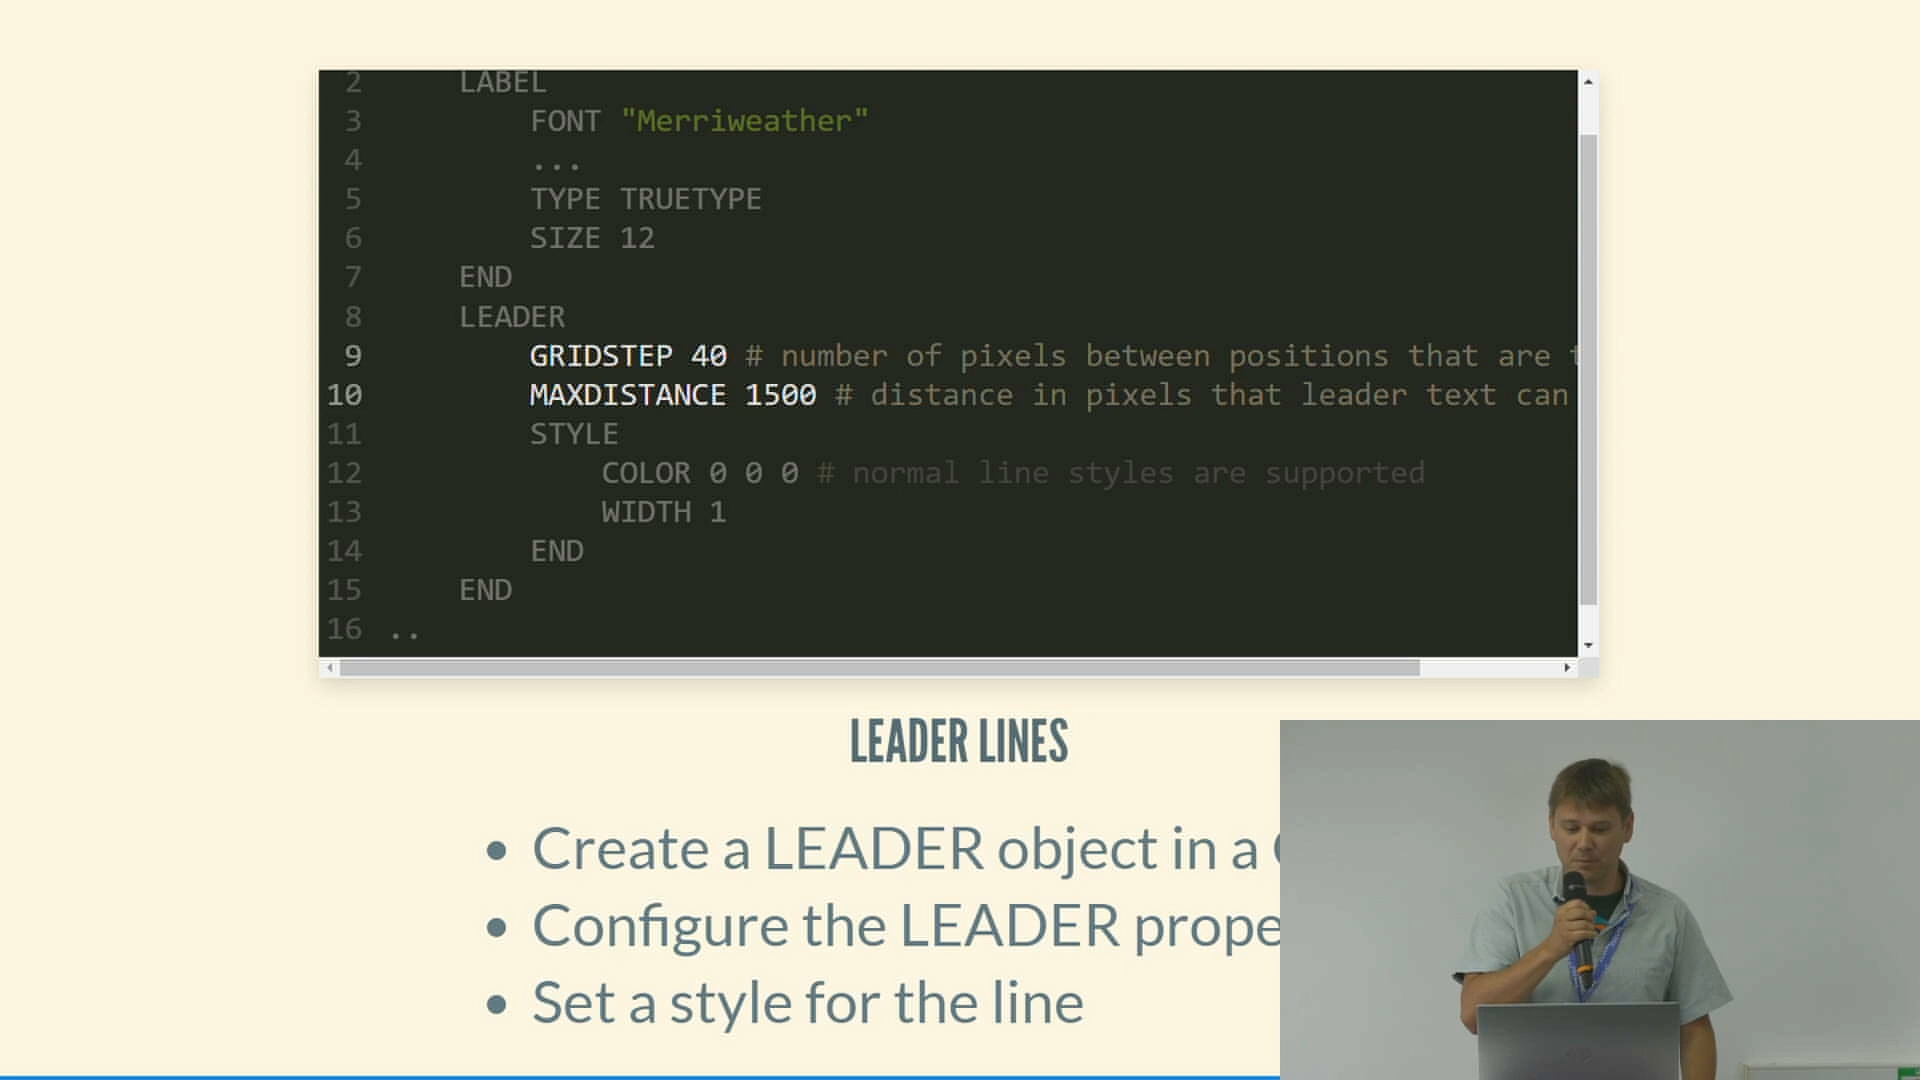 2 LABEL
3 FONT "Merriweather"
4 ...
5 TYPE TRUETYPE
6 SIZE 12
7 END
8 LEADER
9 GRIDSTEP 40 # number of pixels between positions that are
10 MAXDISTANCE 1500 # distance in pixels that leader text can
11 STYLE
12 COLOR 0 0 0 # normal line styles are supported
13 WIDTH 1
14 END
15 END
16 ..
LEADER LINES
• Create a LEADER object in a
• Configure the LEADER
• Set a style for the line